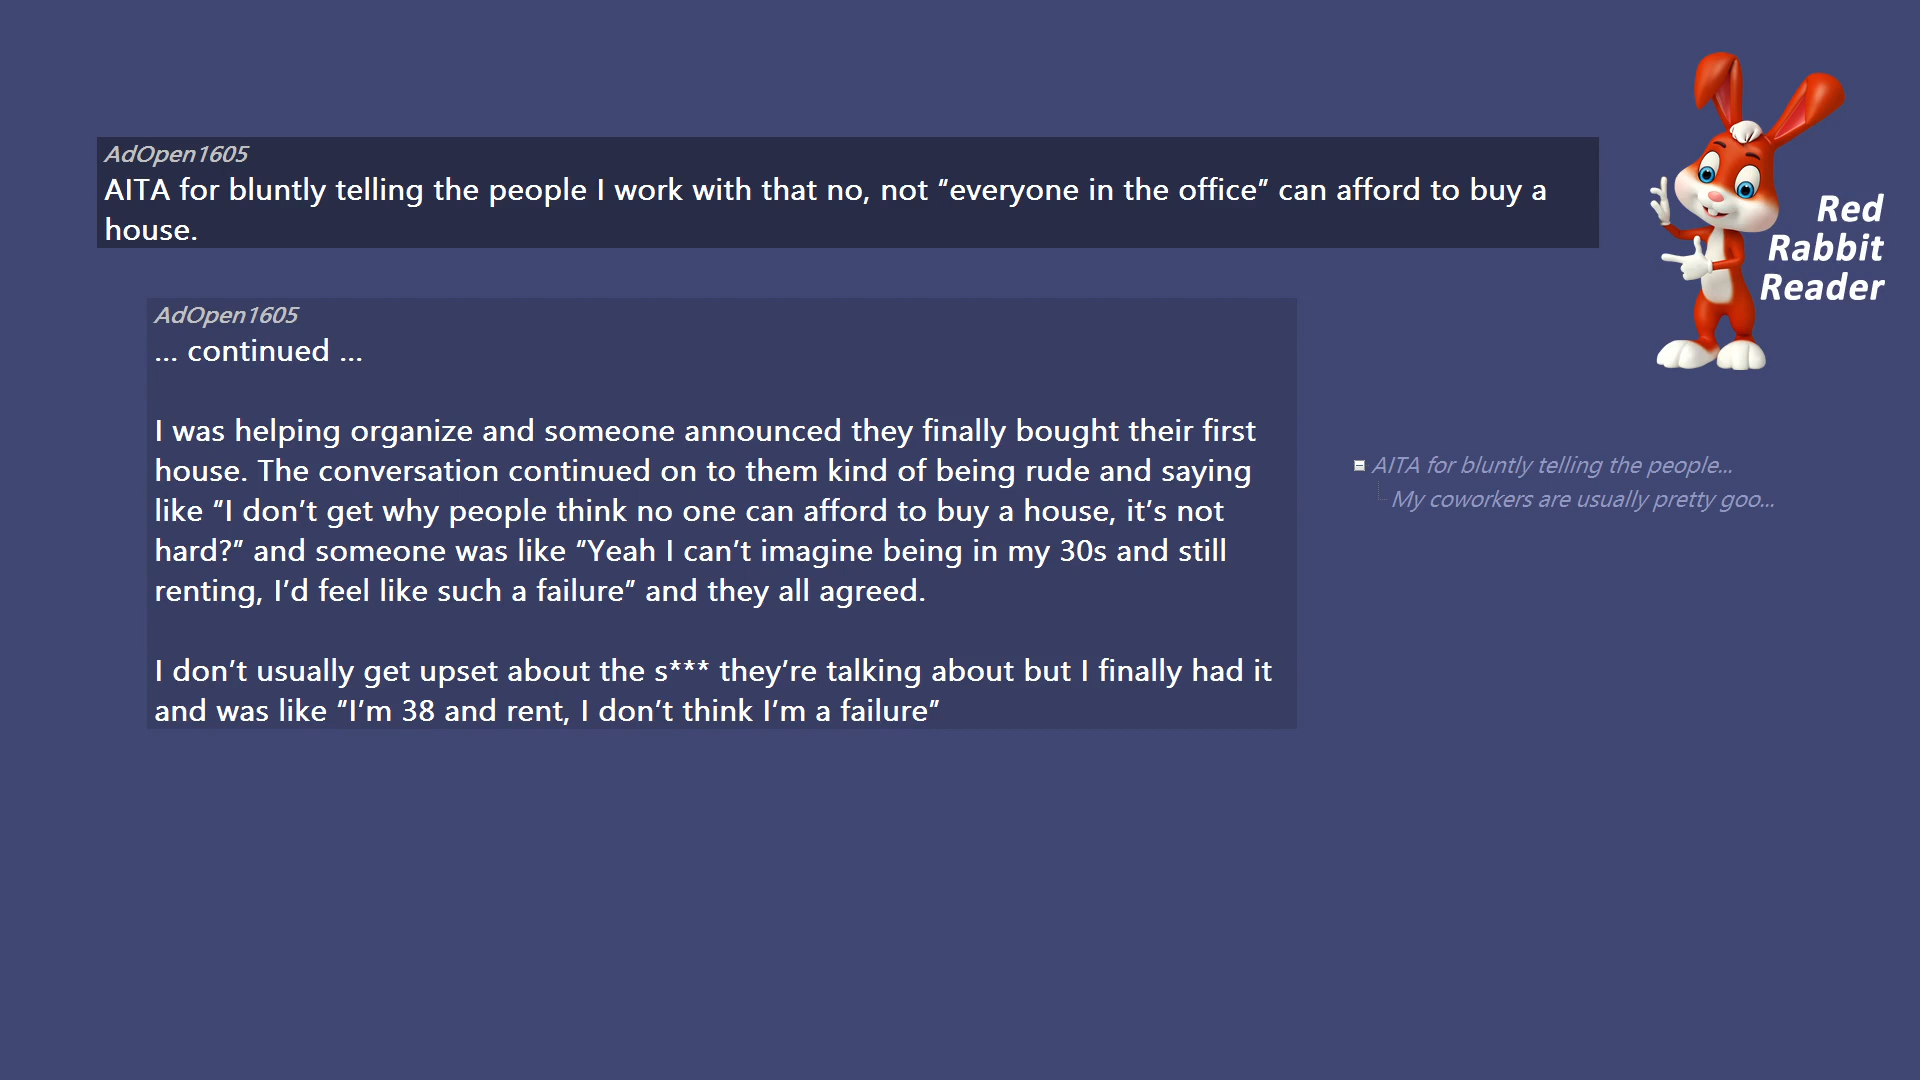 AdOpen1605
AITA for bluntly telling the people I work with that no, not “everyone in the office” can afford to buy a
house.
Red
Rabbit
Reader
AdOpen1605
... continued ...
I was helping organize and someone announced they finally bought their first
house. The conversation continued on to them kind of being rude and saying
like “I don’t get why people think no one can afford to buy a house, it’s not
hard?” and someone was like “Yeah I can’t imagine being in my 30s and still
renting, I’d feel like such a failure” and they all agreed.
I don’t usually get upset about the s*** they’re talking about but I finally had it
and was like “I’m 38 and rent, I don’t think I’m a failure”
AITA for bluntly telling the people...
My coworkers are usually pretty goo...